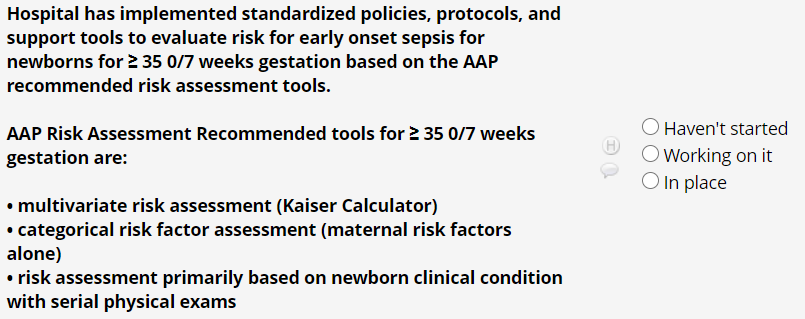 Hospital has implemented standardized policies, protocols, and
support tools to evaluate risk for early onset sepsis for
newborns for ≥ 35 0/7 weeks gestation based on the AAP
recommended risk assessment tools.
AAP Risk Assessment Recommended tools for ≥ 35 0/7 weeks
gestation are:
• multivariate risk assessment (Kaiser Calculator)
• categorical risk factor assessment (maternal risk factors
alone)
• risk assessment primarily based on newborn clinical condition
with serial physical exams
H
Haven't started
Working on it
In place